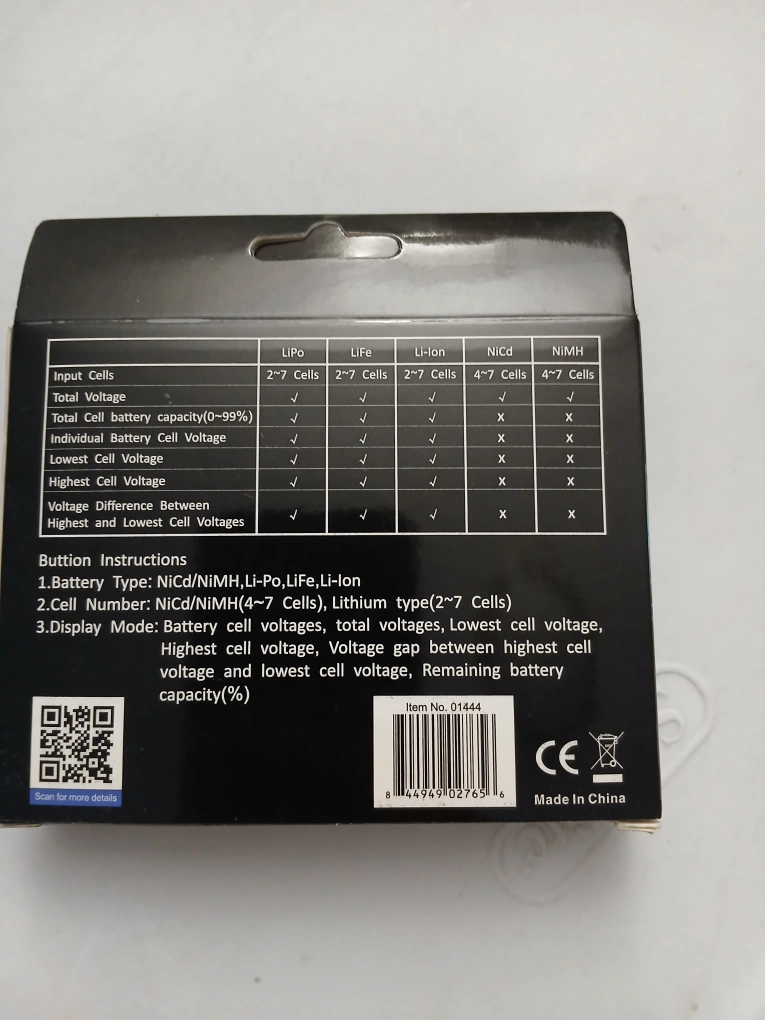 LiPo LiFe Li-Ion NiCd NiMH
Input Cells 2~7 Cells 2~7 Cells 2~7 Cells 4~7 Cells 4~7 Cells
Total Voltage √ √ √ √ √
Total Cell battery capacity(0~99%) √ √ √ X X
Individual Battery Cell Voltage √ √ √ X X
Lowest Cell Voltage √ √ √ X X
Highest Cell Voltage √ √ √ X X
Voltage Difference Between
Highest and Lowest Cell Voltages √ √ √ X X
Buttion Instructions
1.Battery Type: NiCd/NiMH,Li-Po,LiFe,Li-Ion
2.Cell Number: NiCd/NiMH(4~7 Cells), Lithium type(2~7 Cells)
3.Display Mode: Battery cell voltages, total voltages, Lowest cell voltage,
Highest cell voltage, Voltage gap between highest cell
voltage and lowest cell voltage, Remaining battery
capacity(%)
Scan for more details
Item No. 01444
8 44949 02765 6
CE
Made In China